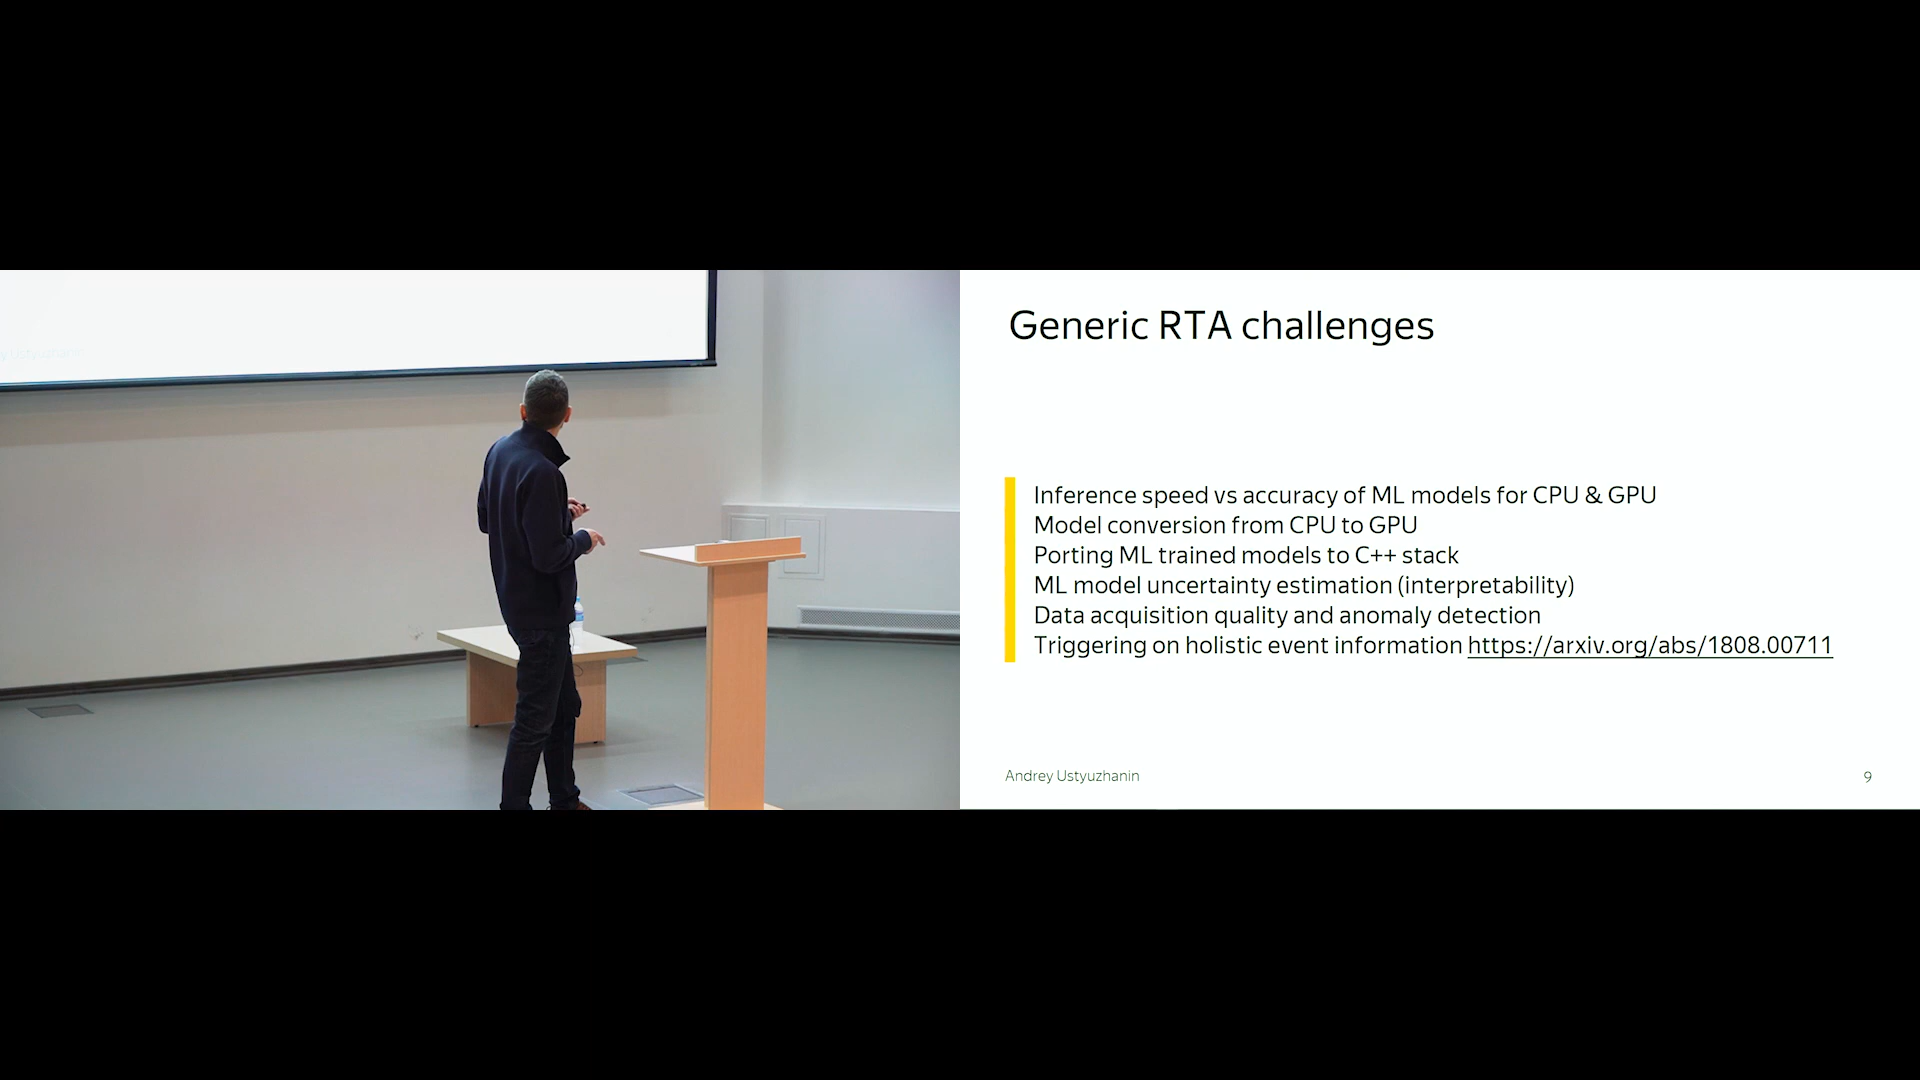 Generic RTA challenges
Inference speed vs accuracy of ML models for CPU & GPU
Model conversion from CPU to GPU
Porting ML trained models to C++ stack
ML model uncertainty estimation (interpretability)
Data acquisition quality and anomaly detection
Triggering on holistic event information https://arxiv.org/abs/1808.00711
Andrey Ustyuzhanin
9